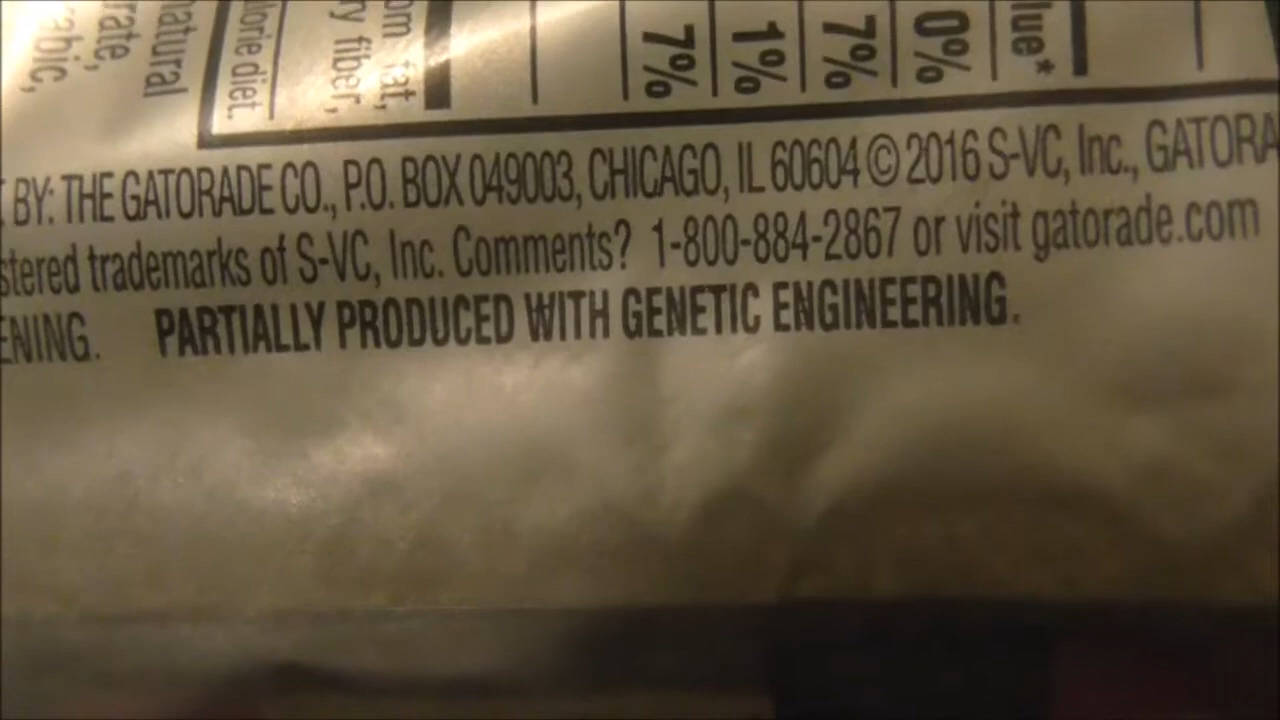 BY: THE GATORADE CO., P.O. BOX 049003, CHICAGO, IL 60604 © 2016 S-VC, Inc., GATORA
stered trademarks of S-VC, Inc. Comments? 1-800-884-2867 or visit gatorade.com
ENING. PARTIALLY PRODUCED WITH GENETIC ENGINEERING.
lue*
0%
7%
1%
7%
om fat,
ry fiber,
lorie diet.
natural
rate,
abic,